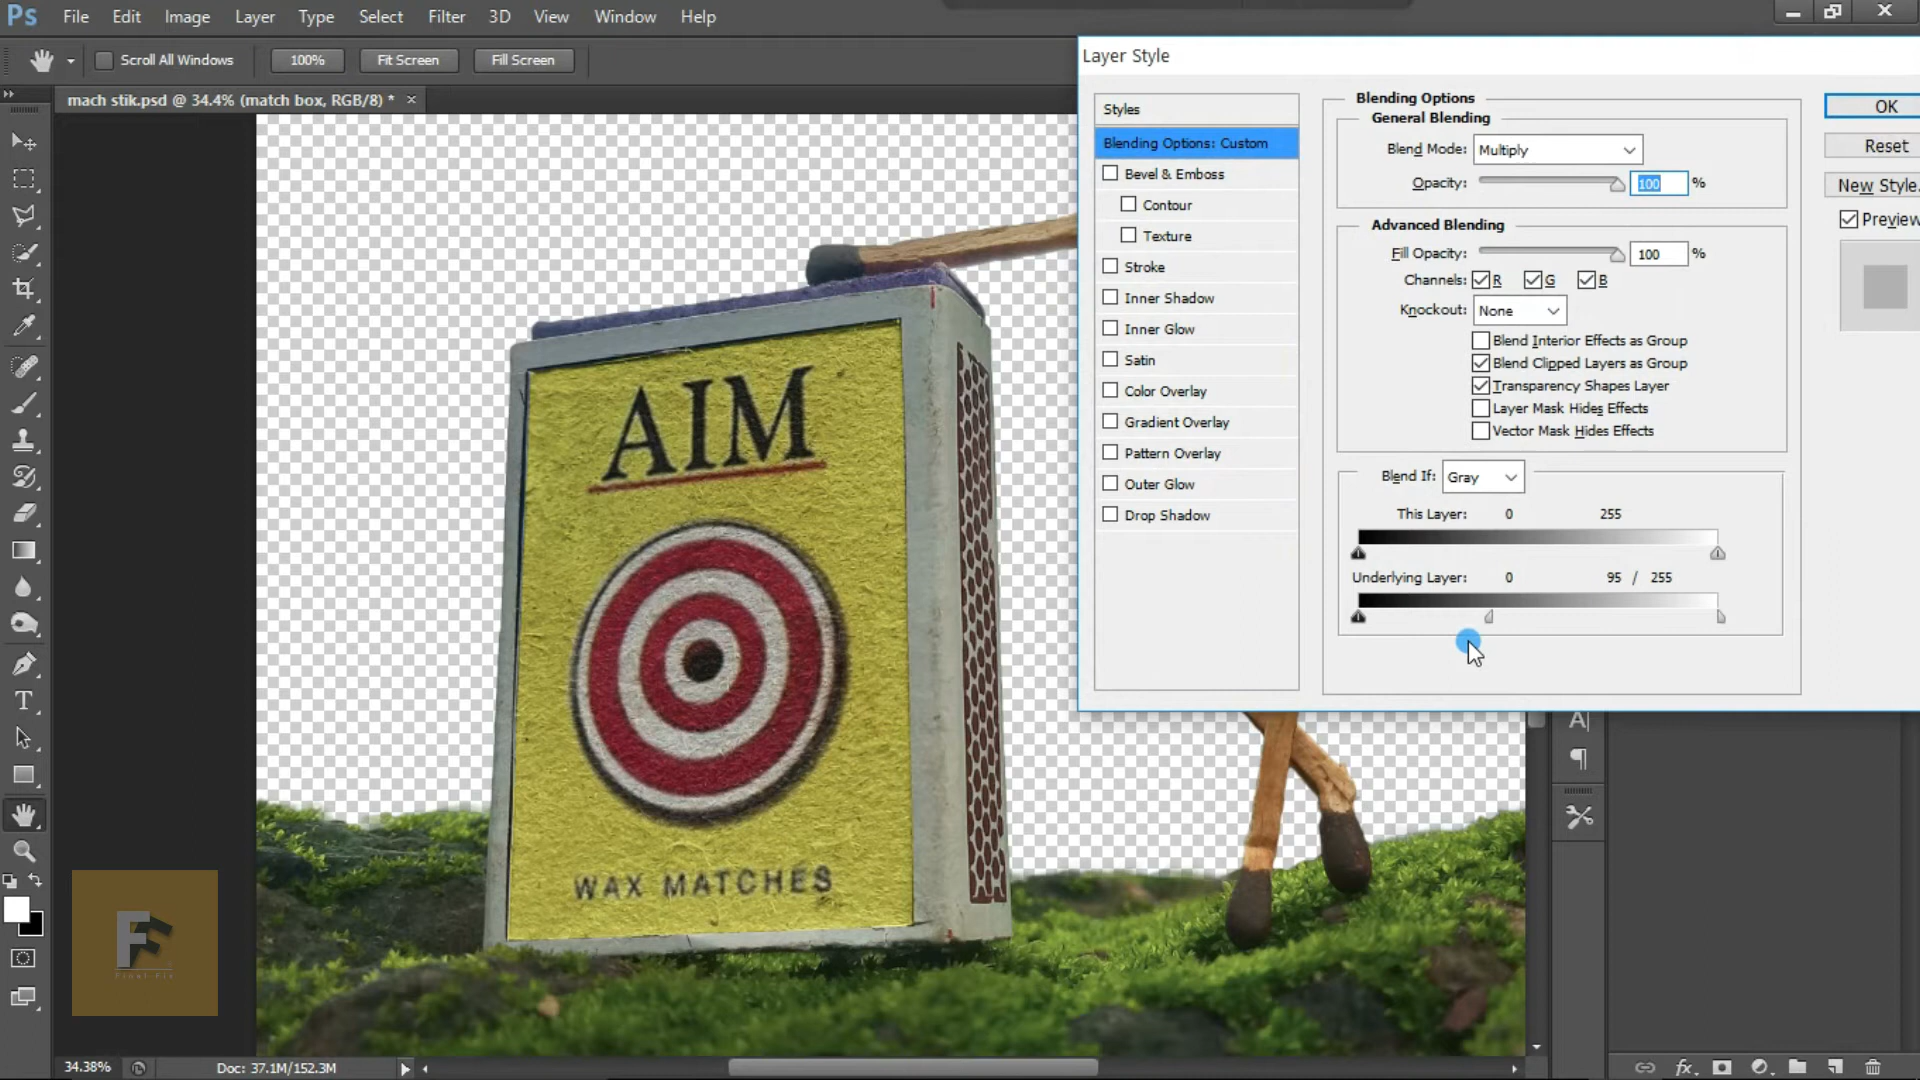 Ps File Edit Image Layer Type Select Filter 3D View Window Help
Scroll All Windows 100% Fit Screen Fill Screen
mach stik.psd @ 34.4% (match box, RGB/8) * ×
Layer Style
Styles
Blending Options: Custom
Bevel & Emboss
Contour
Texture
Stroke
Inner Shadow
Inner Glow
Satin
Color Overlay
Gradient Overlay
Pattern Overlay
Outer Glow
Drop Shadow
Blending Options
General Blending
Blend Mode: Multiply
Opacity: 100 %
Advanced Blending
Fill Opacity: 100 %
Channels: R G B
Knockout: None
Blend Interior Effects as Group
Blend Clipped Layers as Group
Transparency Shapes Layer
Layer Mask Hides Effects
Vector Mask Hides Effects
Blend If: Gray
This Layer: 0 255
Underlying Layer: 0 95 / 255
OK
Reset
New Style.
Preview
AIM
WAX MATCHES
F
Final-Fix
34.38% Doc: 37.1M/152.3M